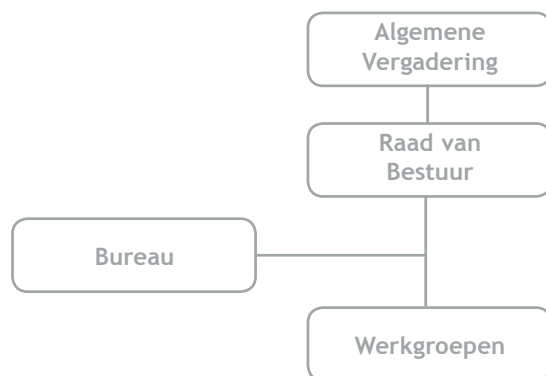 Algemene
Vergadering
Raad van
Bestuur
Bureau
Werkgroepen